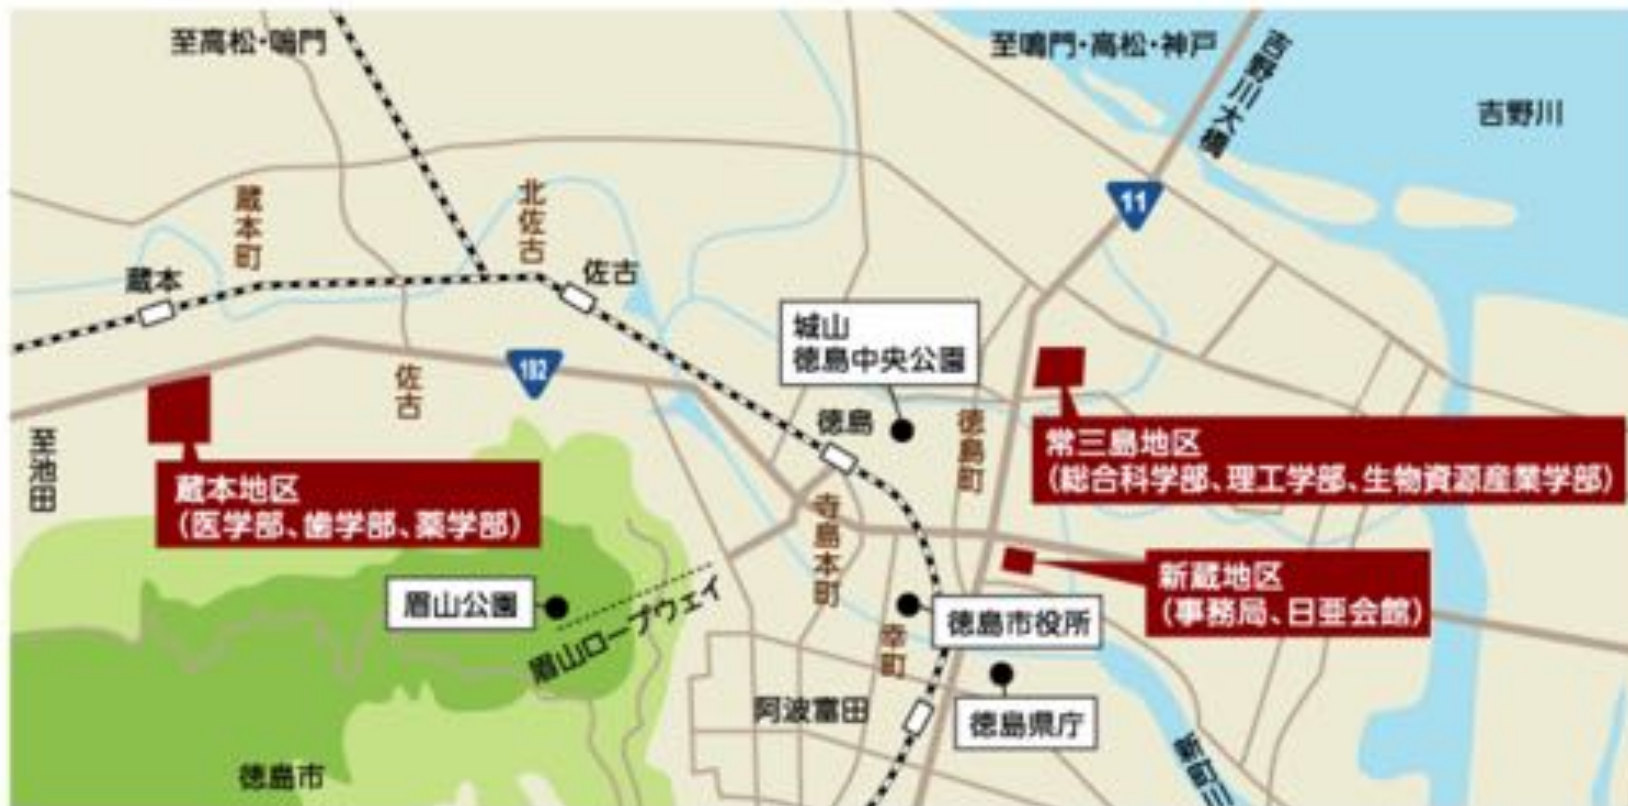 至高松・鳴門
至鳴門・高松・神戸
吉野川大橋
吉野川
11
蔵本町
北佐古
佐古
蔵本
城山
徳島中央公園
192
佐古
徳島
徳島町
常三島地区
(総合科学部、理工学部、生物資源産業学部)
至池田
蔵本地区
(医学部、歯学部、薬学部)
寺島本町
新蔵地区
(事務局、日亜会館)
眉山公園
眉山ロープウェイ
徳島市役所
幸町
阿波富田
徳島県庁
徳島市
新町川